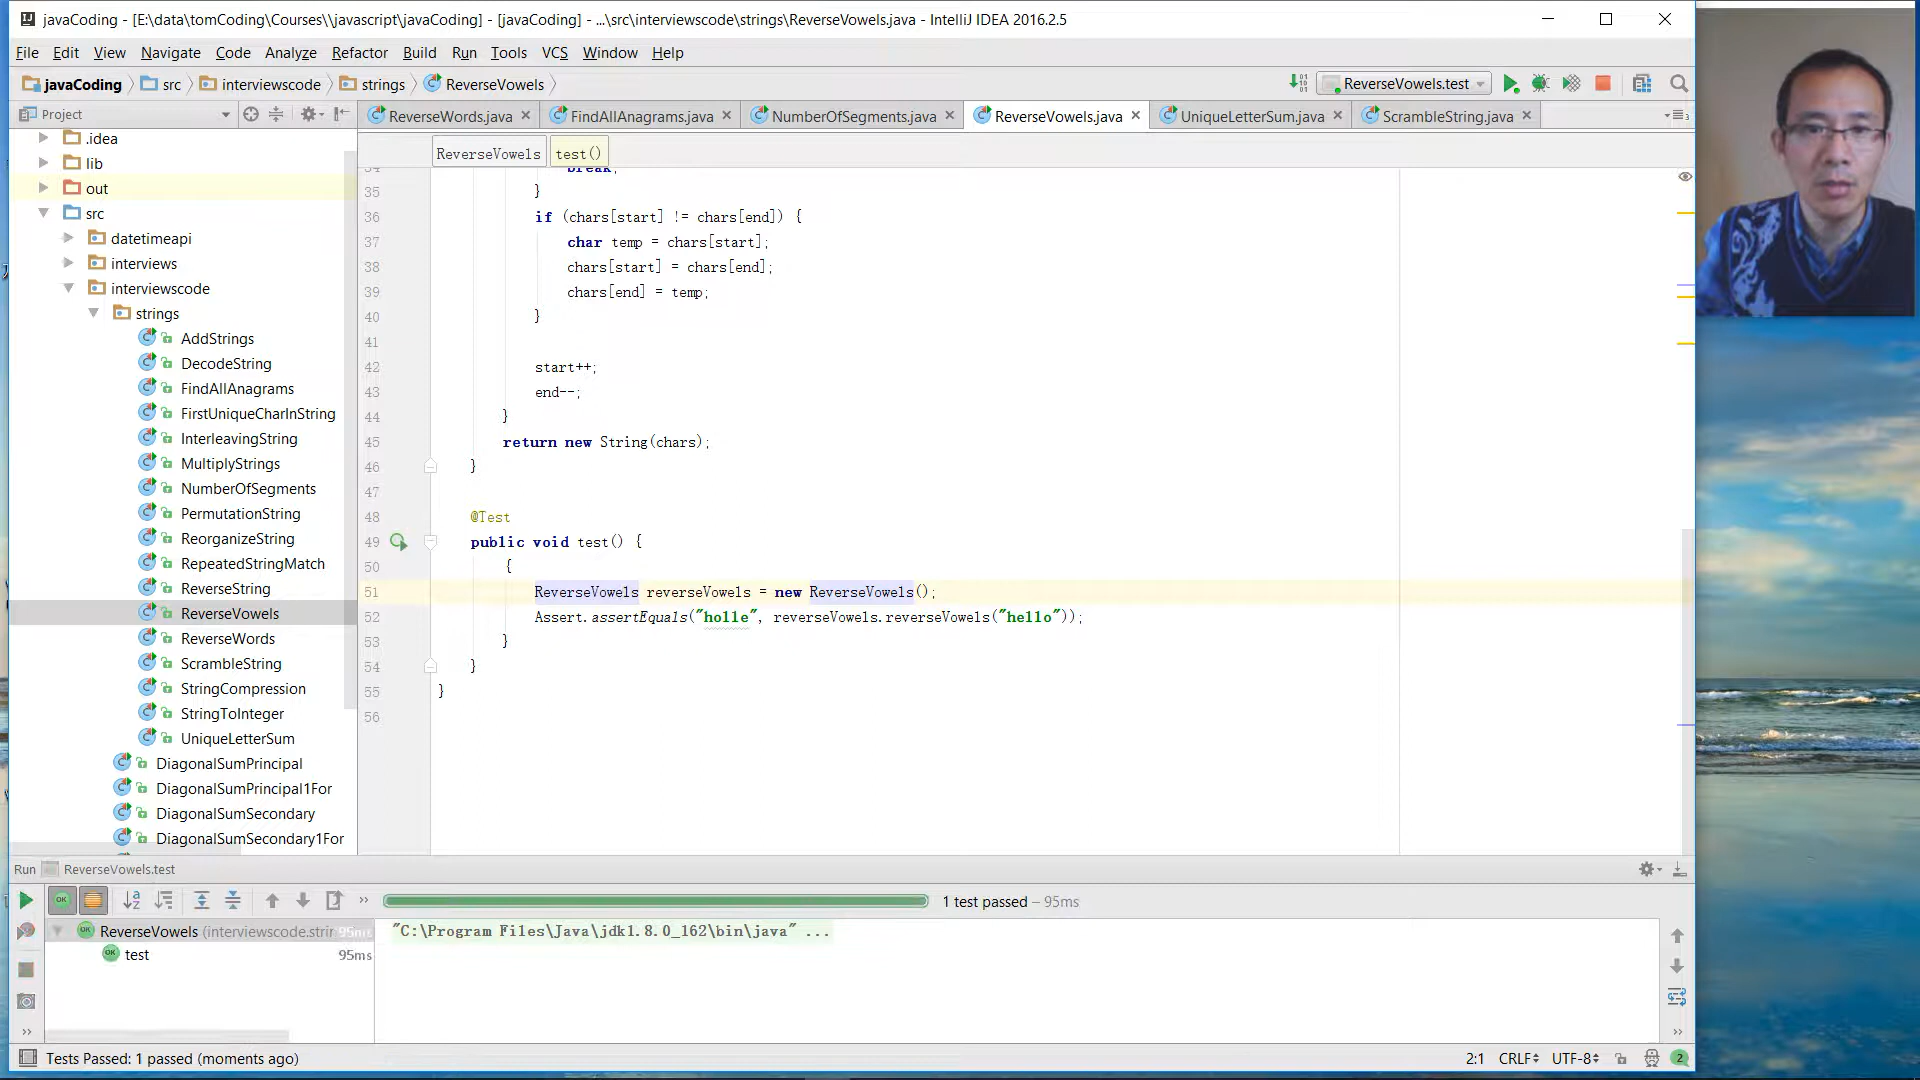 javaCoding - [E:\data\tomCoding\Courses\\javascript\javaCoding] - [javaCoding] - ...\src\interviewscode\strings\ReverseVowels.java - IntelliJ IDEA 2016.2.5
File Edit View Navigate Code Analyze Refactor Build Run Tools VCS Window Help
javaCoding src interviewscode strings ReverseVowels ReverseVowels.test
Project
ReverseWords.java FindAllAnagrams.java NumberOfSegments.java ReverseVowels.java UniqueLetterSum.java ScrambleString.java
ReverseVowels test()
.idea
lib
out
src
datetimeapi
interviews
interviewscode
strings
AddStrings
DecodeString
FindAllAnagrams
FirstUniqueCharInString
InterleavingString
MultiplyStrings
NumberOfSegments
PermutationString
ReorganizeString
RepeatedStringMatch
ReverseString
ReverseVowels
ReverseWords
ScrambleString
StringCompression
StringToInteger
UniqueLetterSum
DiagonalSumPrincipal
DiagonalSumPrincipal1For
DiagonalSumSecondary
DiagonalSumSecondary1For
34 break;
35 }
36 if (chars[start] != chars[end]) {
37 char temp = chars[start];
38 chars[start] = chars[end];
39 chars[end] = temp;
40 }
41
42 start++;
43 end--;
44 }
45 return new String(chars);
46 }
47
48 @Test
49 public void test() {
50 {
51 ReverseVowels reverseVowels = new ReverseVowels();
52 Assert.assertEquals("holle", reverseVowels.reverseVowels("hello"));
53 }
54 }
55 }
56
Run ReverseVowels.test
1 test passed – 95ms
ReverseVowels (interviewscode.strin 95ms
test 95ms
"C:\Program Files\Java\jdk1.8.0_162\bin\java" ...
Tests Passed: 1 passed (moments ago) 2:1 CRLF UTF-8 2